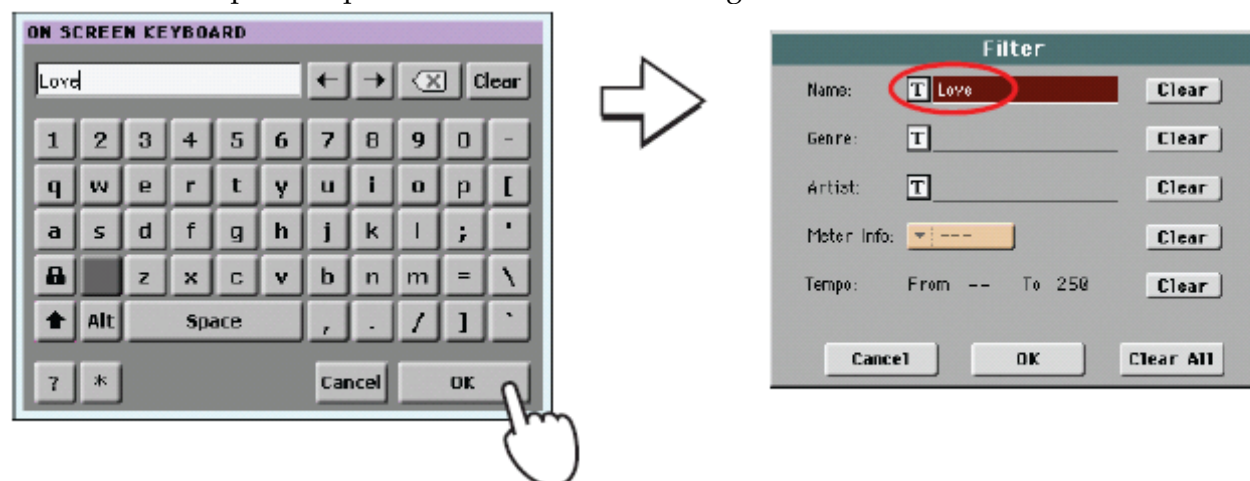 ON SCREEN KEYBOARD
Love
← → ⌫ Clear
1 2 3 4 5 6 7 8 9 0 -
q w e r t y u i o p [
a s d f g h j k l ; '
z x c v b n m = \
Alt Space , . / ] `
? * Cancel OK
Filter
Name: T Love Clear
Genre: T Clear
Artist: T Clear
Meter Info: --- Clear
Tempo: From -- To 250 Clear
Cancel OK Clear All